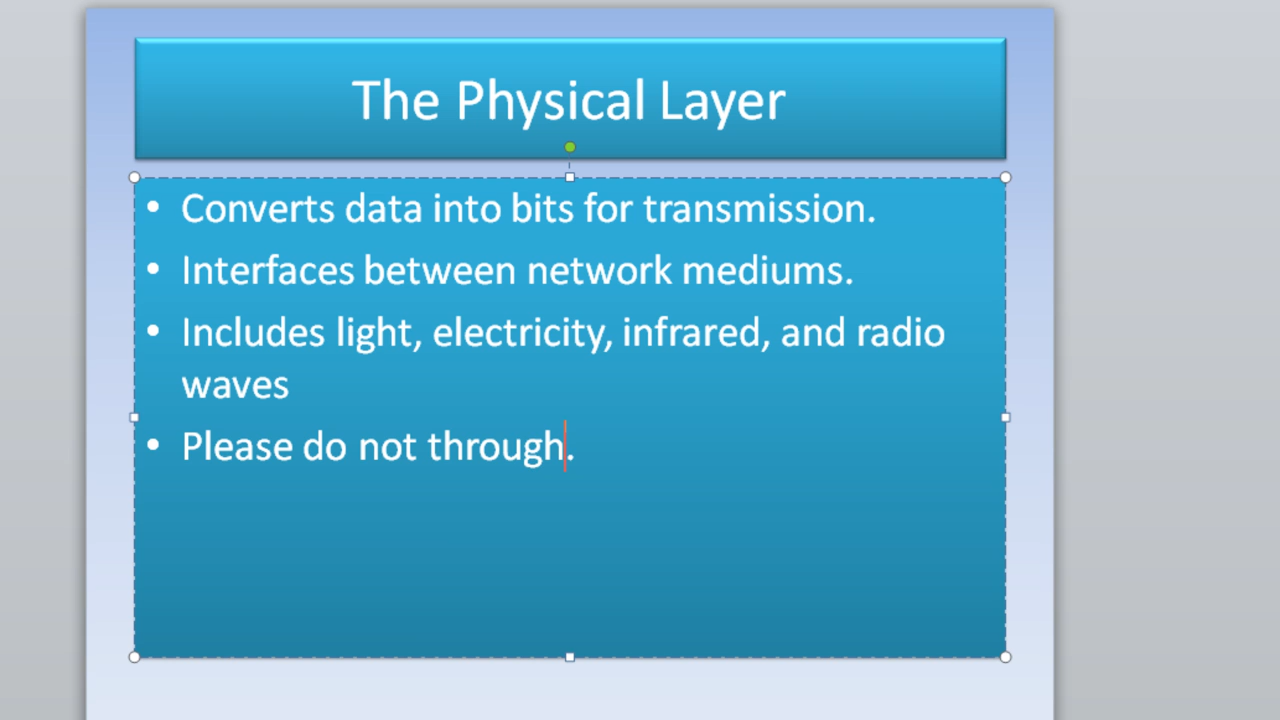 The Physical Layer
• Converts data into bits for transmission.
• Interfaces between network mediums.
• Includes light, electricity, infrared, and radio
waves
• Please do not through.